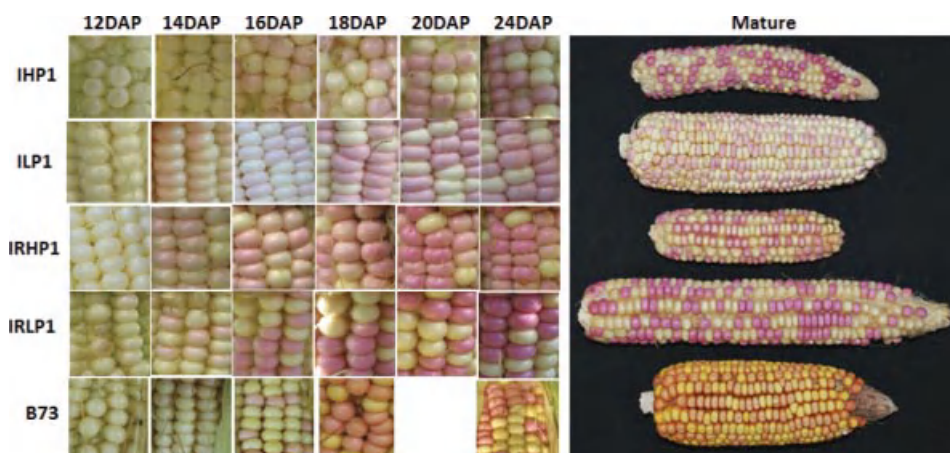 12DAP 14DAP 16DAP 18DAP 20DAP 24DAP Mature
IHP1
ILP1
IRHP1
IRLP1
B73